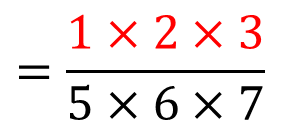 = 1 × 2 × 3
5 × 6 × 7